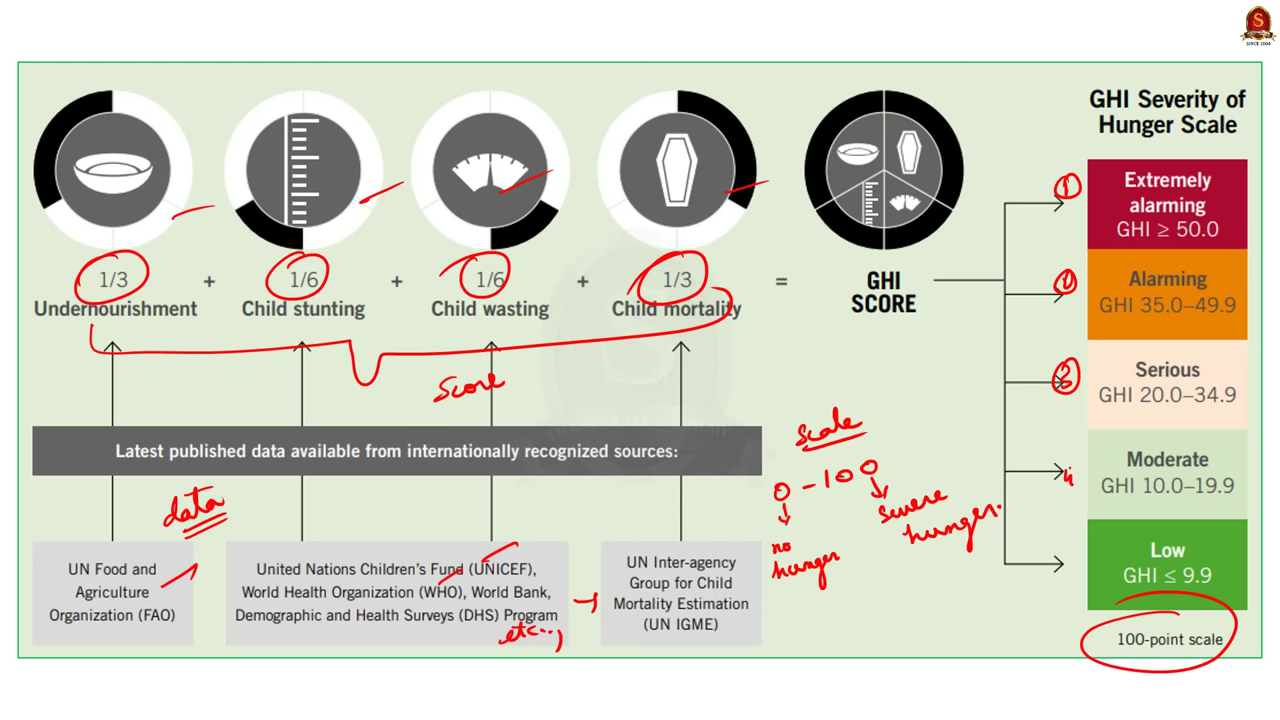 S
SINCE 2004
GHI Severity of
Hunger Scale
1/3
+
1/6
+
1/6
+
1/3
=
Undernourishment
Child stunting
Child wasting
Child mortality
GHI
SCORE
Score
Latest published data available from internationally recognized sources:
data
UN Food and
Agriculture
Organization (FAO)
United Nations Children's Fund (UNICEF),
World Health Organization (WHO), World Bank,
Demographic and Health Surveys (DHS) Program
etc..,
UN Inter-agency
Group for Child
Mortality Estimation
(UN IGME)
Scale
0 - 100
no
hunger
Severe
hunger.
1
Extremely
alarming
GHI ≥ 50.0
Alarming
GHI 35.0–49.9
3
Serious
GHI 20.0–34.9
4
Moderate
GHI 10.0–19.9
Low
GHI ≤ 9.9
100-point scale